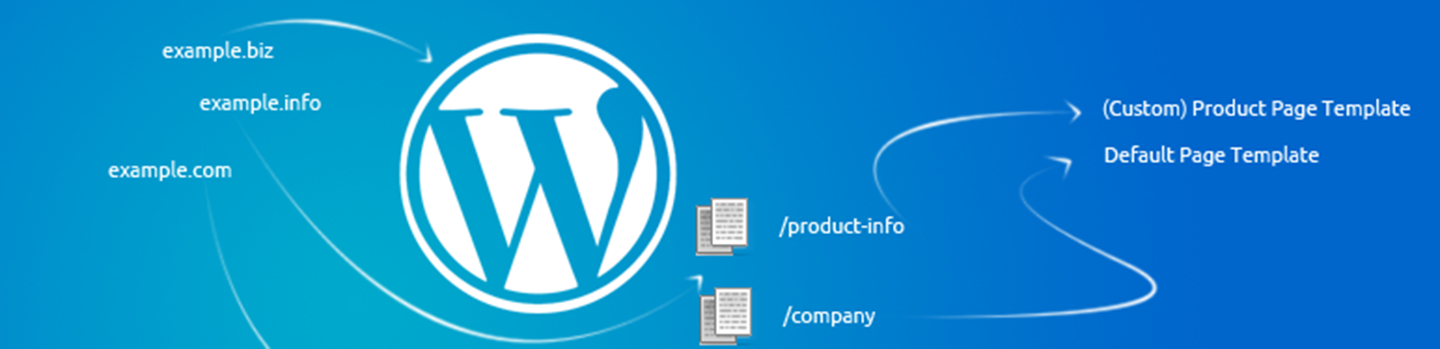 example.biz
example.info
example.com
(Custom) Product Page Template
Default Page Template
/product-info
/company